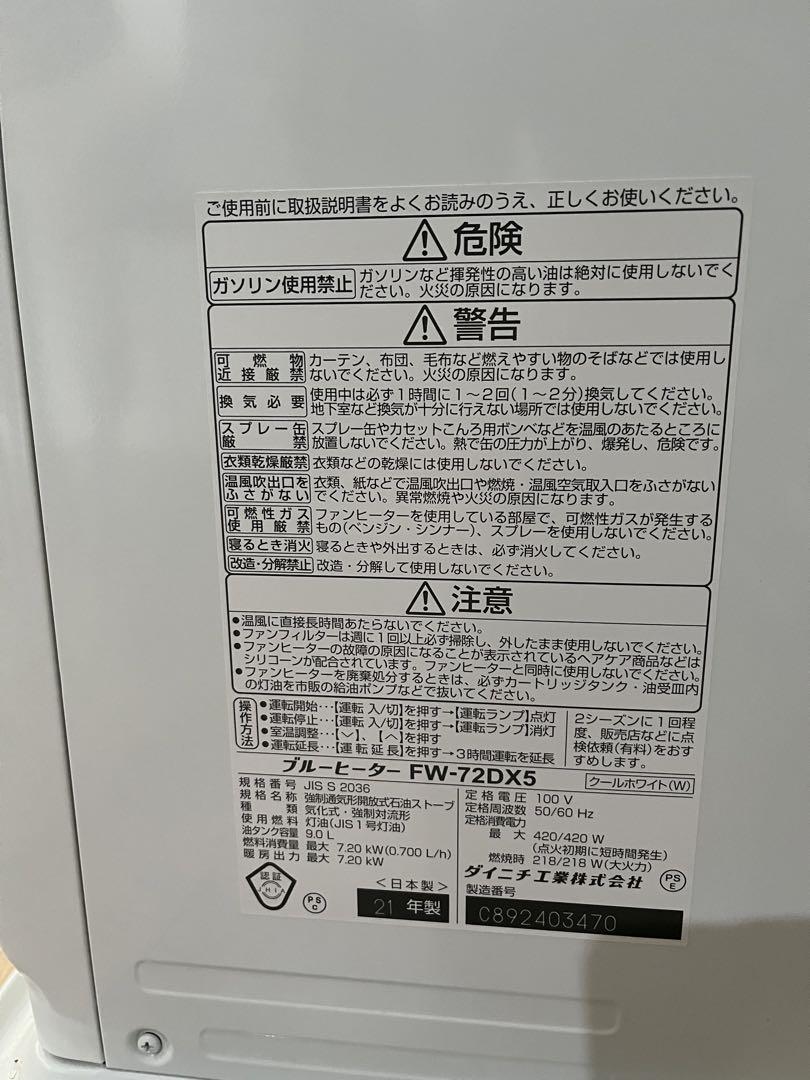 ご使用前に取扱説明書をよくお読みのうえ、正しくお使いください。
危険
ガソリン使用禁止 ガソリンなど揮発性の高い油は絶対に使用しないでください。火災の原因になります。
警告
可燃物近接厳禁 カーテン、布団、毛布など燃えやすい物のそばなどでは使用しないでください。火災の原因になります。
換気必要 使用中は必ず1時間に1〜2回(1〜2分)換気してください。
地下室など換気が十分に行えない場所では使用しないでください。
スプレー缶厳禁 スプレー缶やカセットこんろ用ボンベなどを温風のあたるところに放置しないでください。熱で缶の圧力が上がり、爆発し、危険です。
衣類乾燥厳禁 衣類などの乾燥には使用しないでください。
温風吹出口をふさがない 衣類、紙などで温風吹出口や燃焼・温風空気取入口をふさがないでください。異常燃焼や火災の原因になります。
可燃性ガス使用厳禁 ファンヒーターを使用している部屋で、可燃性ガスが発生するもの(ベンジン・シンナー)、スプレーを使用しないでください。
寝るとき消火 寝るときや外出するときは、必ず消火してください。
改造・分解禁止 改造・分解して使用しないでください。
注意
●温風に直接長時間あたらないでください。
●ファンフィルターは週に1回以上必ず掃除し、外したまま使用しないでください。
●ファンヒーターの故障の原因になることが表示されているヘアケア商品などは
シリコーンが配合されています。ファンヒーターと同時に使用しないでください。
●ファンヒーターを廃棄処分するときは、必ずカートリッジタンク・油受皿内
の灯油を市販の給油ポンプなどで抜いてください。
操作方法
●運転開始…【運転 入/切】を押す→【運転ランプ】点灯
●運転停止…【運転 入/切】を押す→【運転ランプ】消灯
●室温調整…【﹀】、【︿】を押す
●運転延長…【運転延長】を押す→3時間運転を延長
2シーズンに1回程
度、販売店などに点
検依頼(有料)をおす
すめします。
ブルーヒーター FW-72DX5 クールホワイト(W)
規格番号 JIS S 2036
規格名称 強制通気形開放式石油ストーブ
種類 気化式・強制対流形
使用燃料 灯油(JIS1号灯油)
油タンク容量 9.0 L
燃料消費量 最大 7.20 kW(0.700 L/h)
暖房出力 最大 7.20 kW
定格電圧 100 V
定格周波数 50/60 Hz
定格消費電力
最大 420/420 W
(点火初期に短時間発生)
燃焼時 218/218 W(大火力)
認証
JHIA
PSC
<日本製>
21 年製
ダイニチ工業株式会社
PSE
製造番号
C892403470